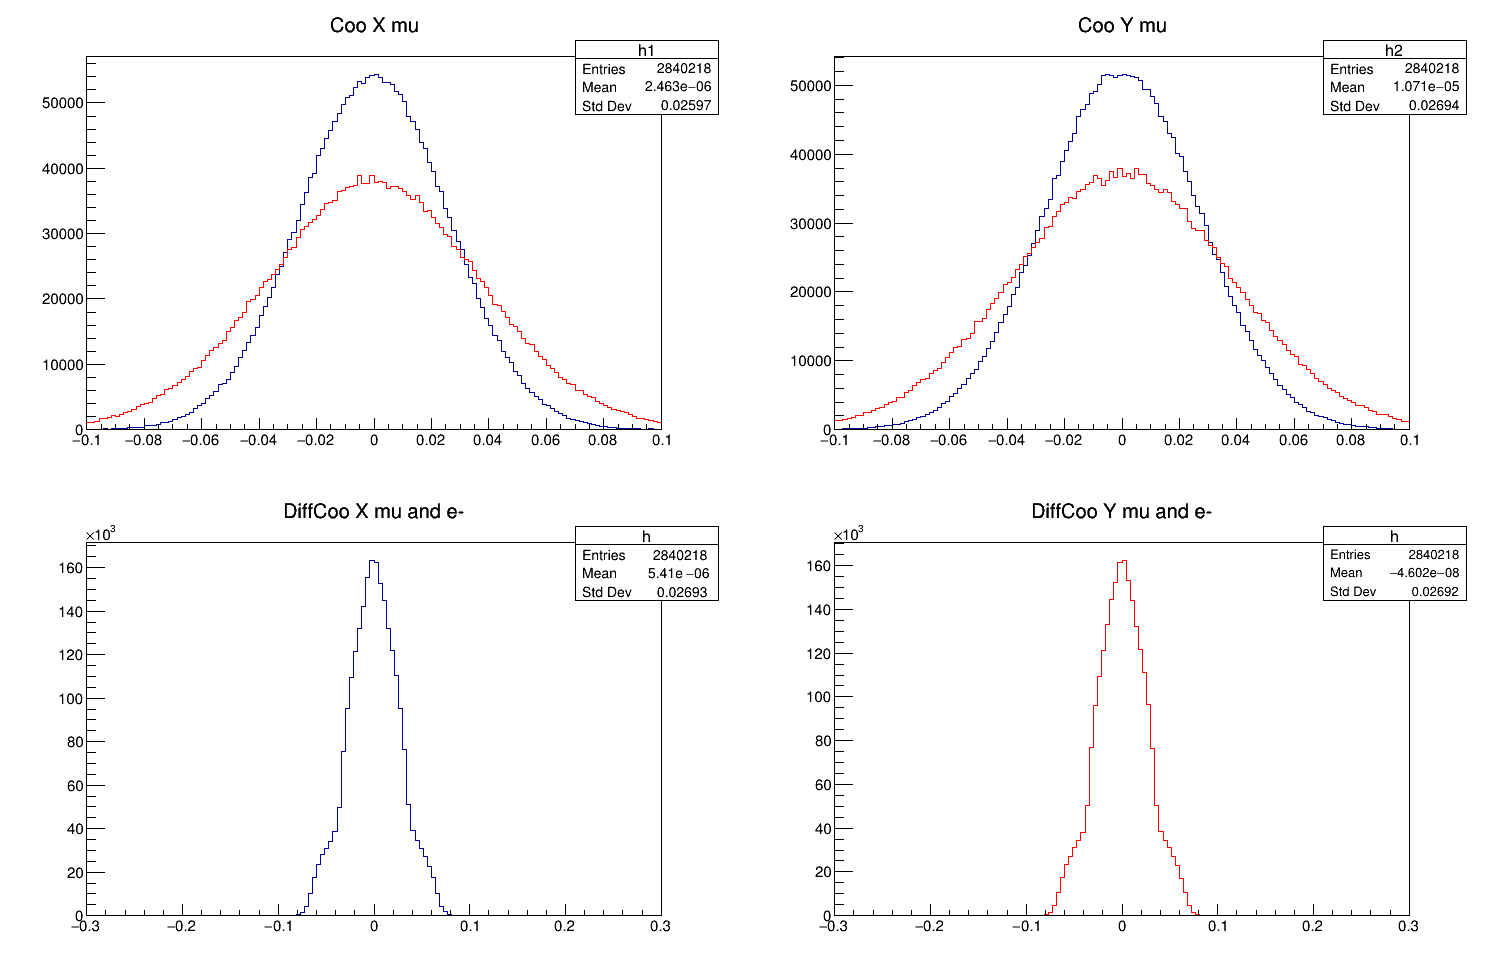 Coo X mu
h1
Entries 2840218
Mean 2.463e−06
Std Dev 0.02597
50000
40000
30000
20000
10000
0
−0.1 −0.08 −0.06 −0.04 −0.02 0 0.02 0.04 0.06 0.08 0.1
Coo Y mu
h2
Entries 2840218
Mean 1.071e−05
Std Dev 0.02694
50000
40000
30000
20000
10000
0
−0.1 −0.08 −0.06 −0.04 −0.02 0 0.02 0.04 0.06 0.08 0.1
DiffCoo X mu and e-
×10³
h
Entries 2840218
Mean 5.41e−06
Std Dev 0.02693
160
140
120
100
80
60
40
20
0
−0.3 −0.2 −0.1 0 0.1 0.2 0.3
DiffCoo Y mu and e-
×10³
h
Entries 2840218
Mean −4.602e−08
Std Dev 0.02692
160
140
120
100
80
60
40
20
0
−0.3 −0.2 −0.1 0 0.1 0.2 0.3